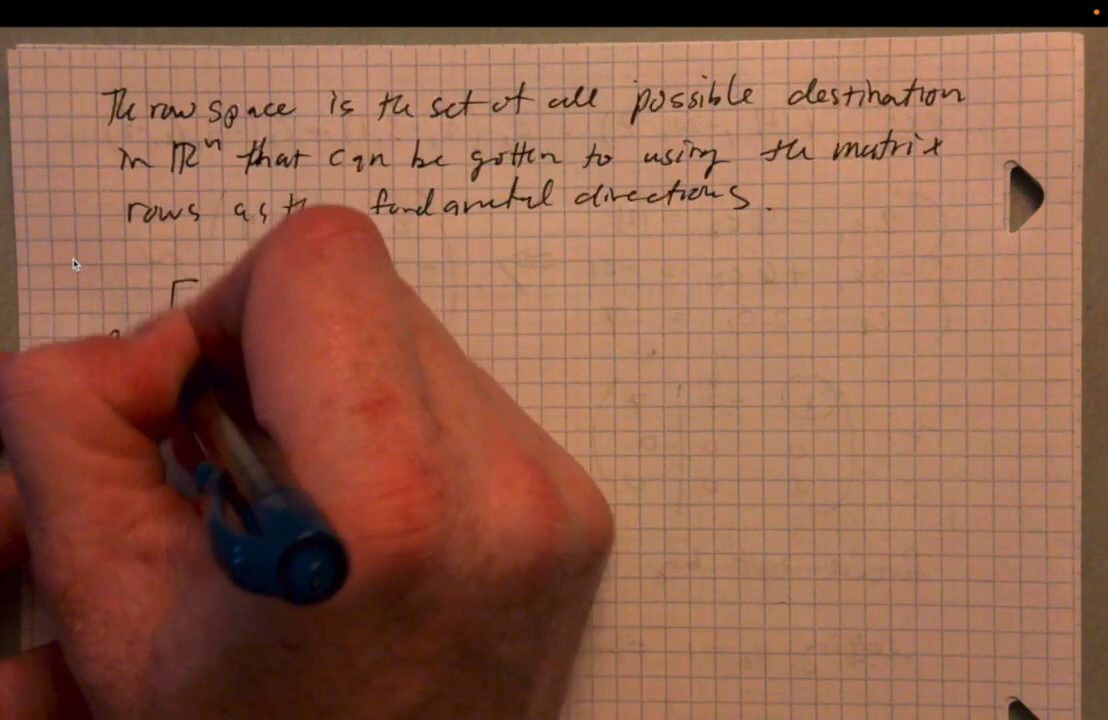 The row space is the set of all possible destination
in ℝⁿ that can be gotten to using the matrix
rows as fundamental directions.